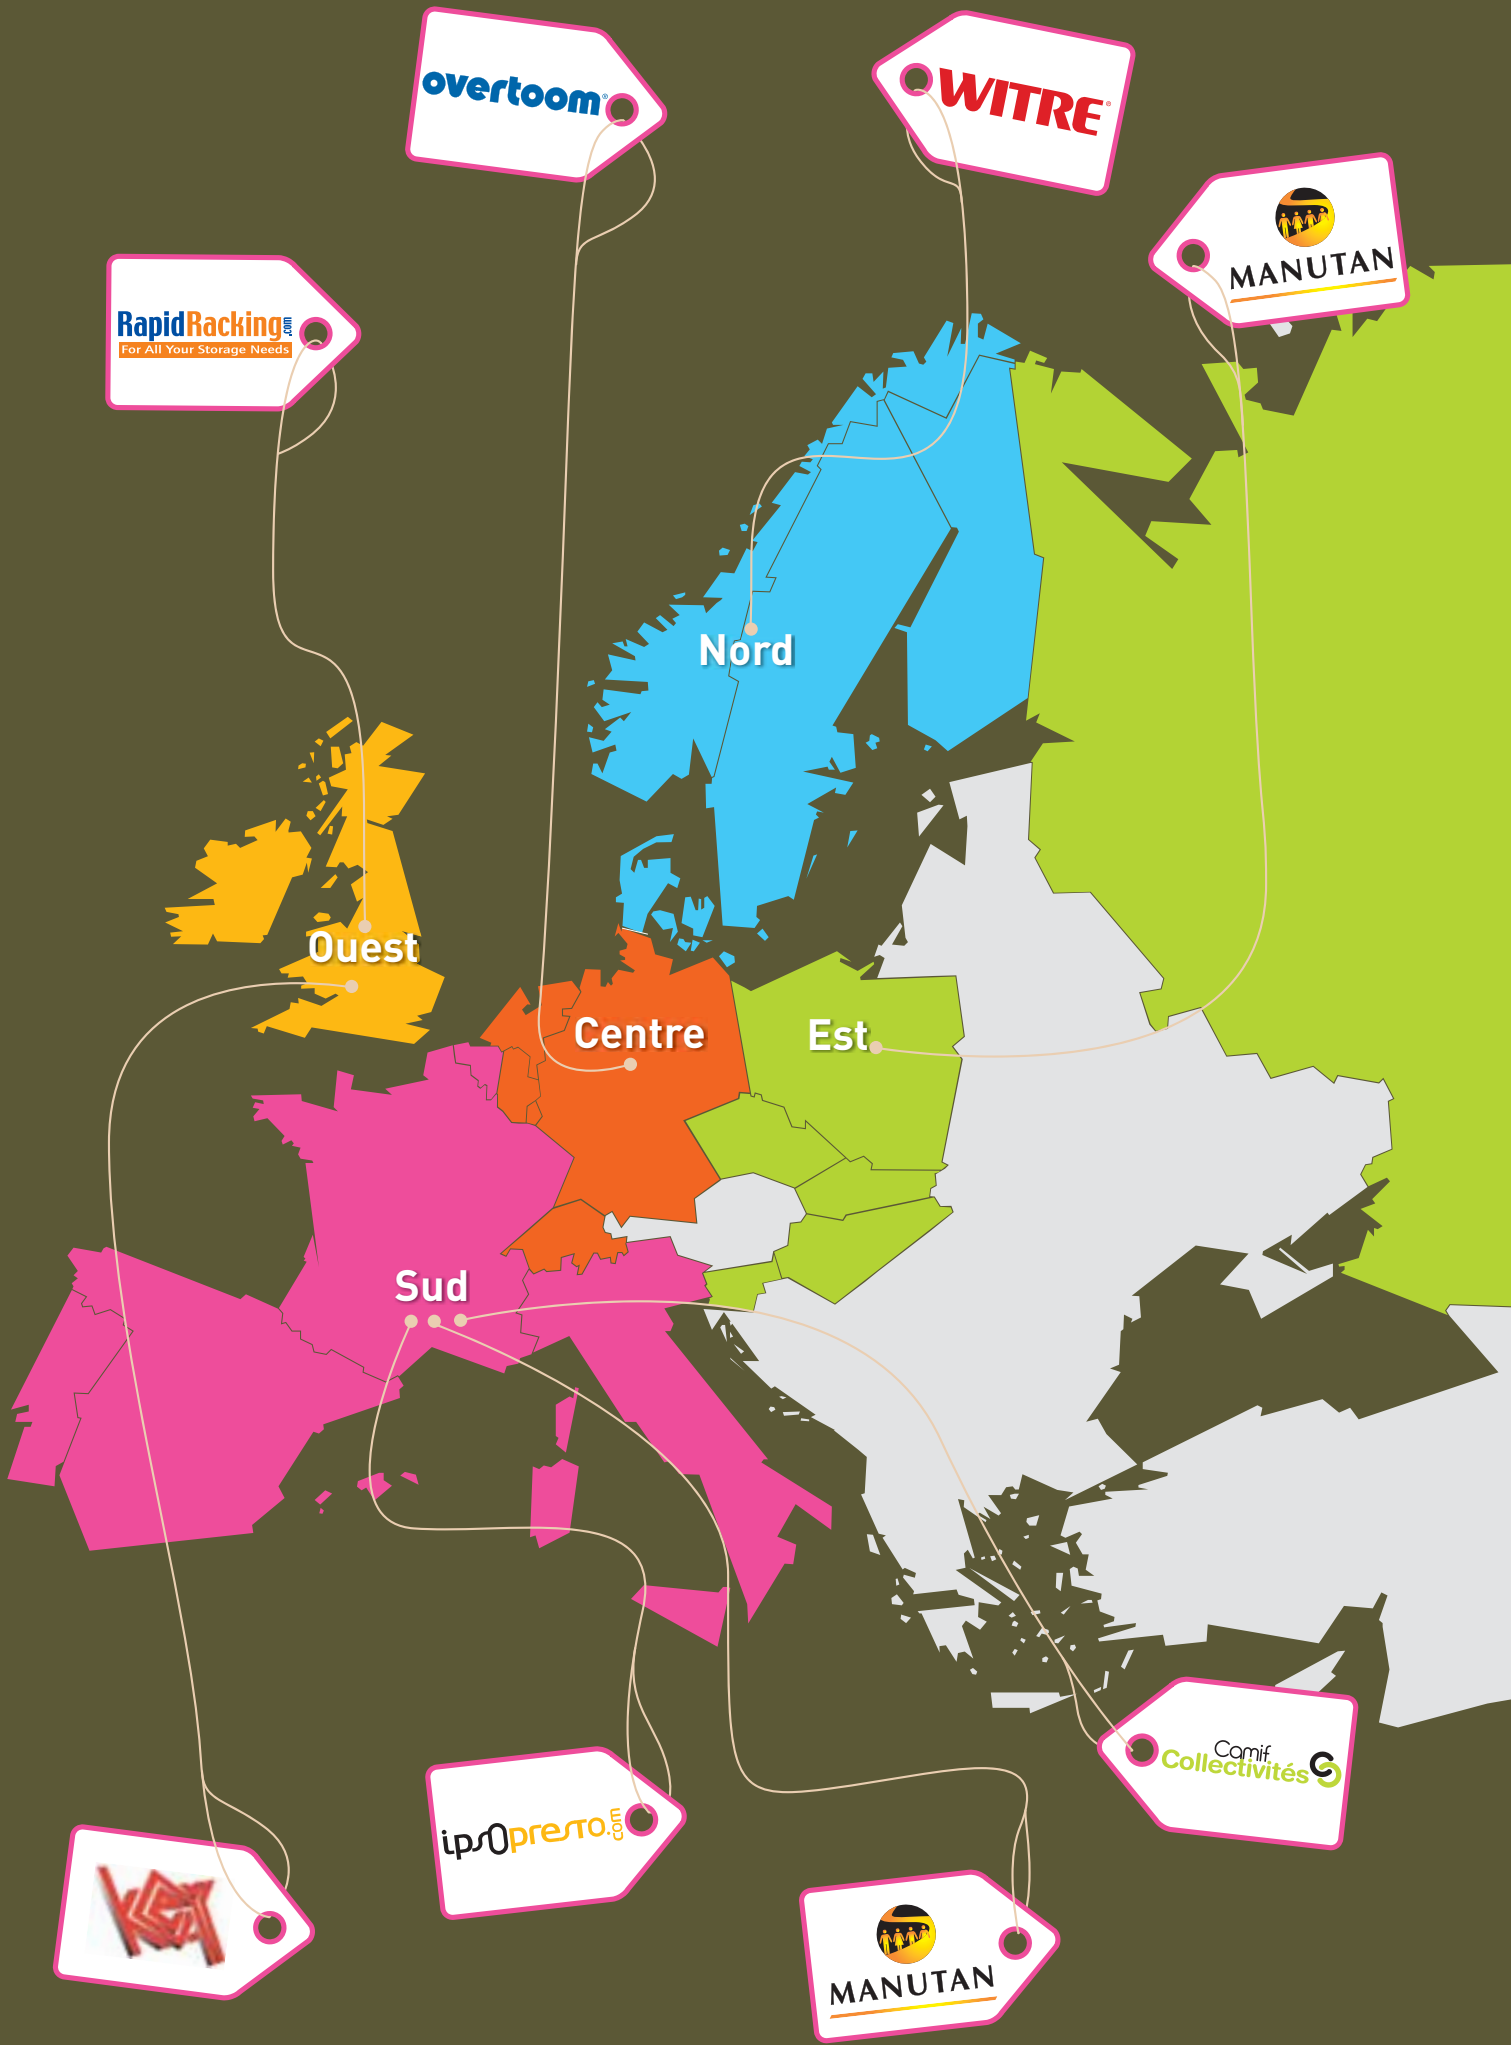 overtoom®
WITRE®
MANUTAN
RapidRacking.com
For All Your Storage Needs
Nord
Ouest
Centre
Est
Sud
Camif
Collectivités
ipsOpresto.com
Key
MANUTAN